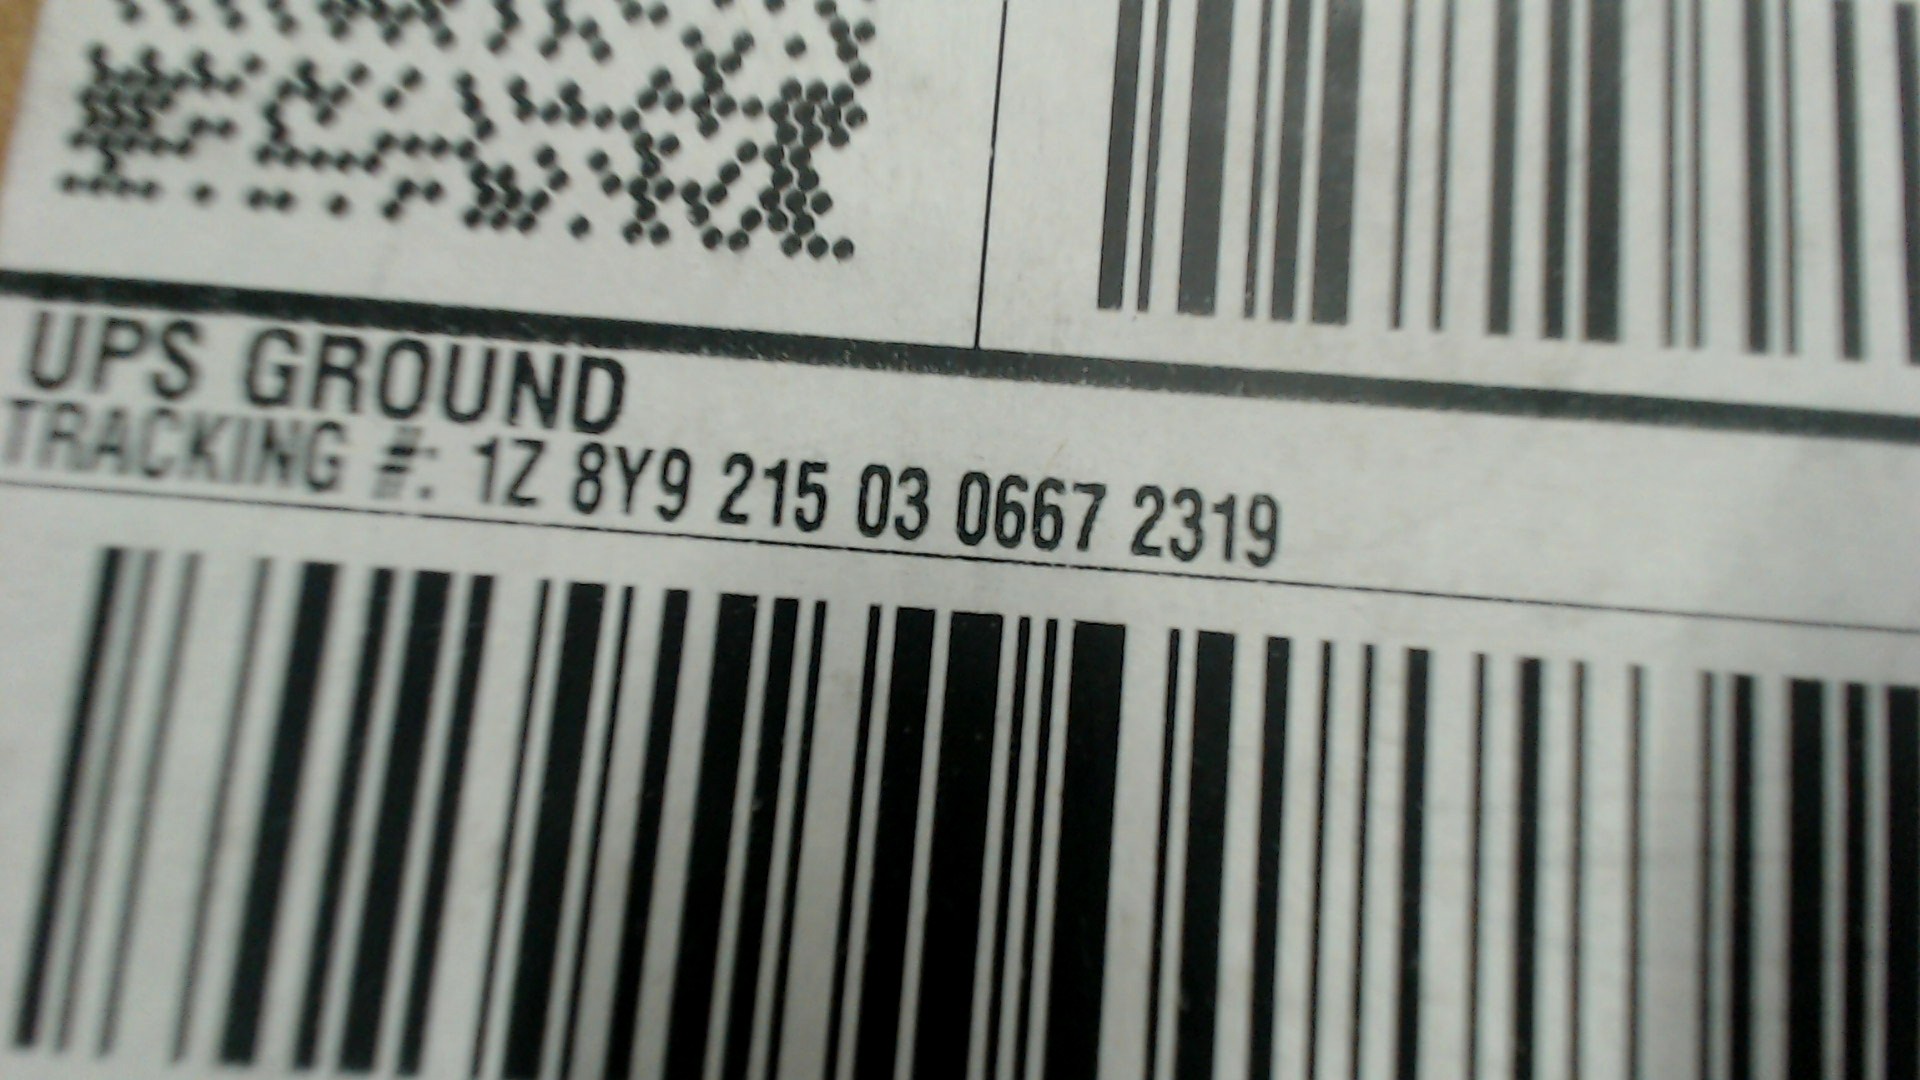 UPS GROUND
TRACKING #: 1Z 8Y9 215 03 0667 2319